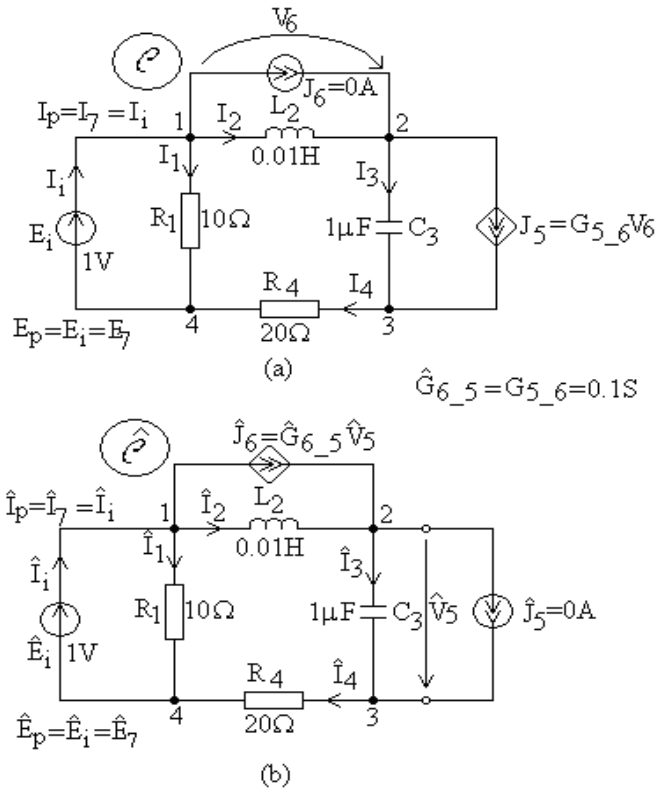 V₆
𝒞
J₆=0A
Iₚ=I₇=Iᵢ
1
I₂
L₂
2
0.01H
I₁
I₃
Iᵢ
Eᵢ
1V
R₁
10Ω
1μF
C₃
J₅=G₅_₆V₆
R₄
I₄
Eₚ=Eᵢ=E₇
4
20Ω
3
(a)
Ĝ₆_₅=G₅_₆=0.1S
𝒞̂
Ĵ₆=Ĝ₆_₅V̂₅
Îₚ=Î₇=Îᵢ
1
Î₂
L₂
2
0.01H
Î₁
Î₃
Îᵢ
Êᵢ
1V
R₁
10Ω
1μF
C₃
V̂₅
Ĵ₅=0A
R₄
Î₄
Êₚ=Êᵢ=Ê₇
4
20Ω
3
(b)